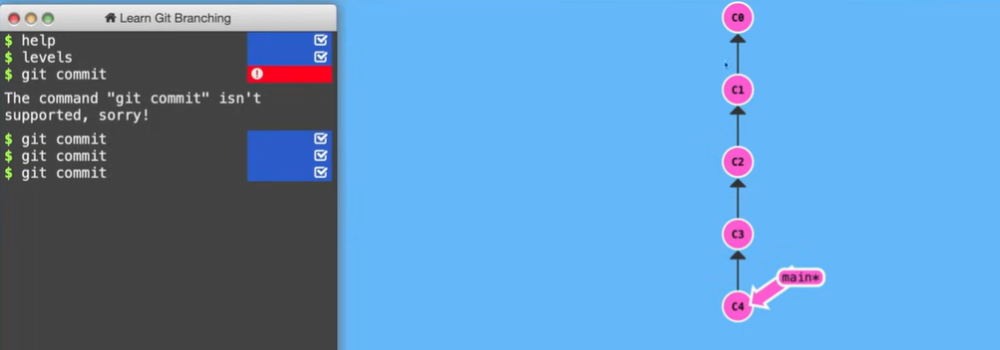 Learn Git Branching
$ help
$ levels
$ git commit
The command "git commit" isn't
supported, sorry!
$ git commit
$ git commit
$ git commit
C0
C1
C2
C3
main*
C4